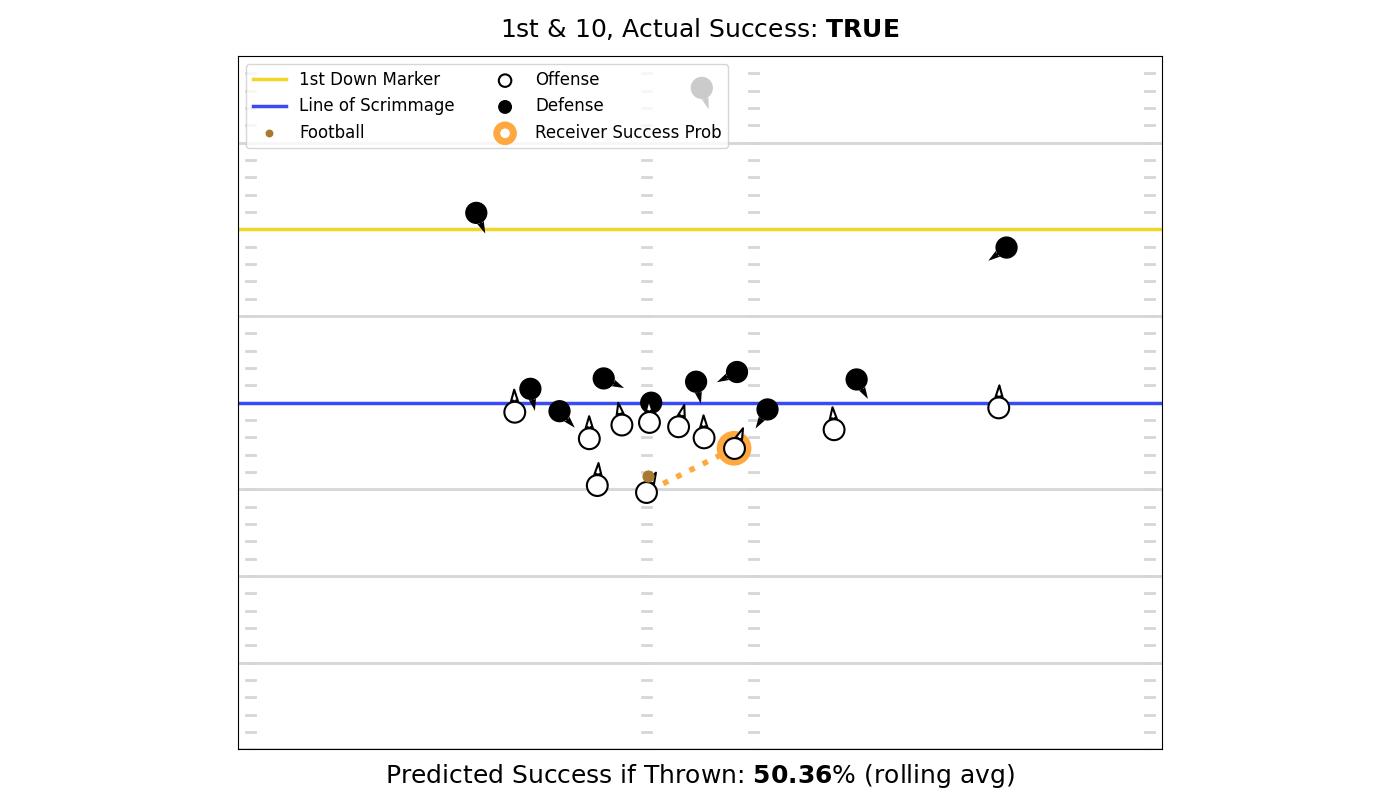 1st & 10, Actual Success: TRUE
1st Down Marker
Line of Scrimmage
Football
Offense
Defense
Receiver Success Prob
Predicted Success if Thrown: 50.36% (rolling avg)